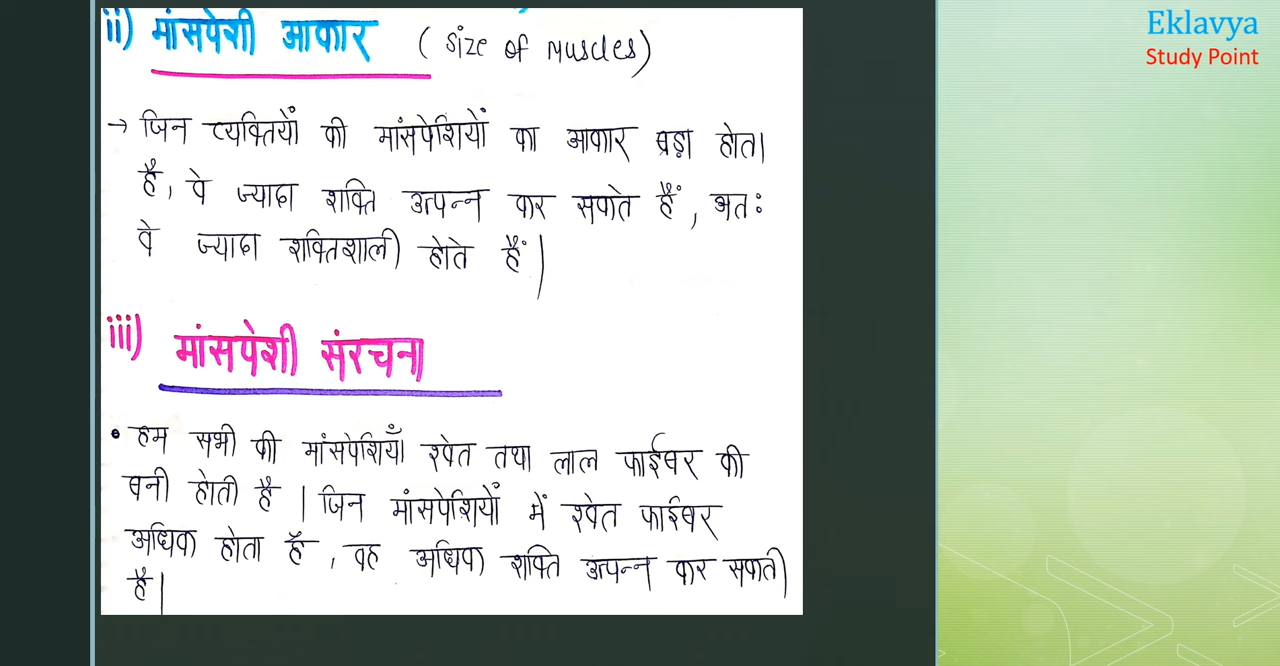 ii) मांसपेशी आकार (Size of Muscles)
→ जिन व्यक्तियों की मांसपेशियों का आकार बड़ा होता
है, वे ज्यादा शक्ति उत्पन्न कर सकते हैं, अतः
वे ज्यादा शक्तिशाली होते हैं|
iii) मांसपेशी संरचना
• हम सभी की मांसपेशियाँ श्वेत तथा लाल फाईबर की
बनी होती है | जिन मांसपेशियों में श्वेत फाईबर
अधिक होता हैं, वह अधिक शक्ति उत्पन्न कर सकती
है|
Eklavya
Study Point